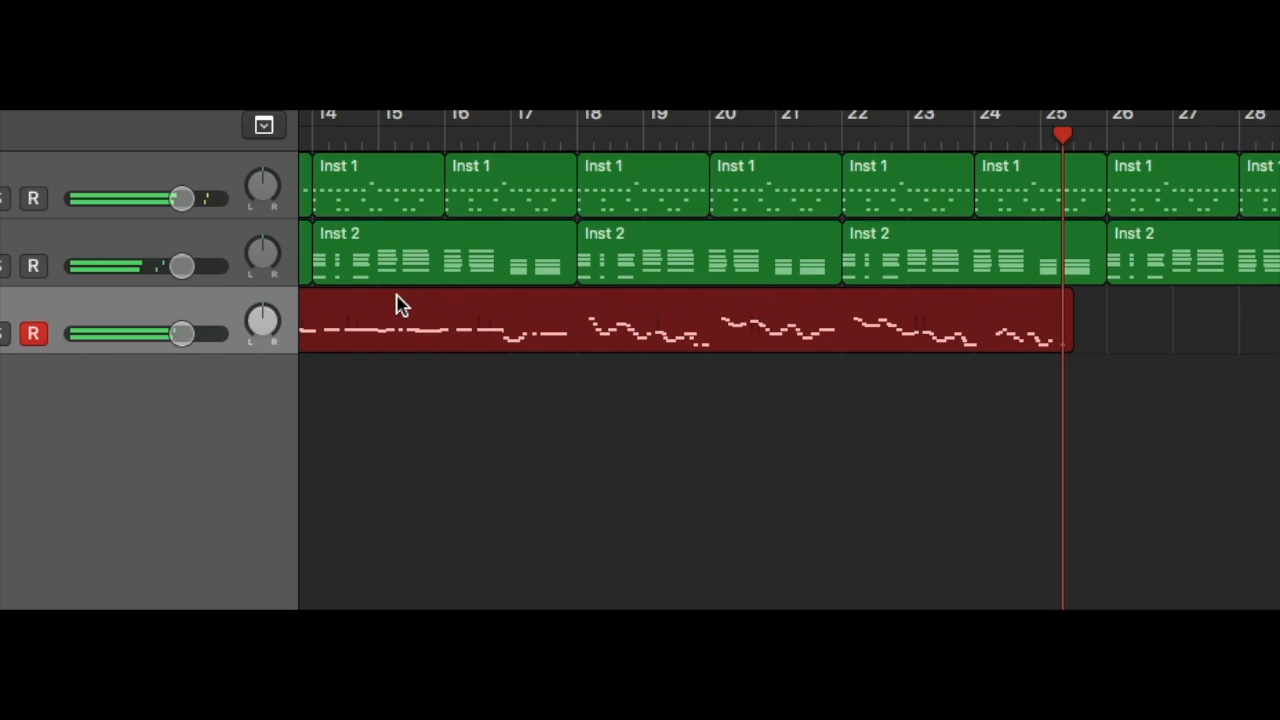 14 15 16 17 18 19 20 21 22 23 24 25 26 27 28
R
Inst 1 Inst 1 Inst 1 Inst 1 Inst 1 Inst 1 Inst 1 Inst
L R
R
Inst 2 Inst 2 Inst 2 Inst 2
R
L R